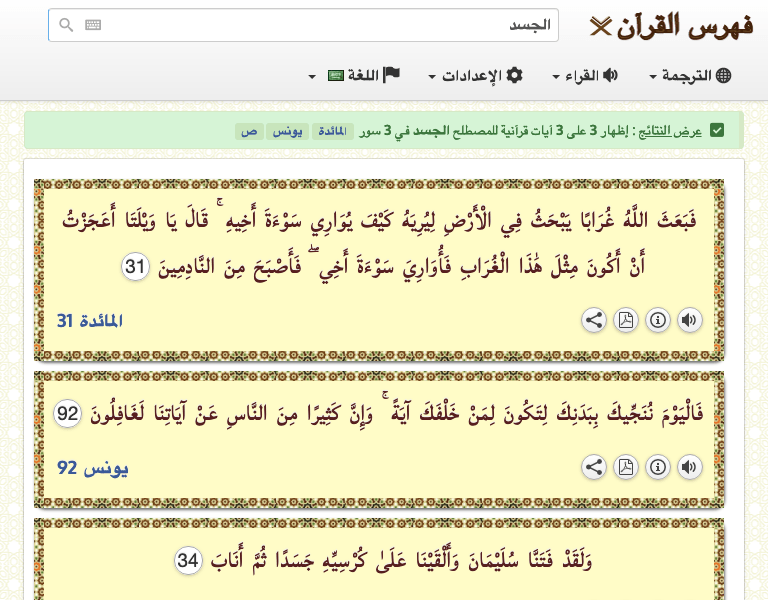 فهرس القرآن
الجسد
الترجمة
القراء
الإعدادات
اللغة
عرض النتائج : إظهار 3 على 3 آيات قرآنية للمصطلح الجسد في 3 سور المائدة يونس ص
فَبَعَثَ اللَّهُ غُرَابًا يَبْحَثُ فِي الْأَرْضِ لِيُرِيَهُ كَيْفَ يُوَارِي سَوْءَةَ أَخِيهِ ۚ قَالَ يَا وَيْلَتَا أَعَجَزْتُ
أَنْ أَكُونَ مِثْلَ هَٰذَا الْغُرَابِ فَأُوَارِيَ سَوْءَةَ أَخِي ۖ فَأَصْبَحَ مِنَ النَّادِمِينَ 31
المائدة 31
فَالْيَوْمَ نُنَجِّيكَ بِبَدَنِكَ لِتَكُونَ لِمَنْ خَلْفَكَ آيَةً ۚ وَإِنَّ كَثِيرًا مِنَ النَّاسِ عَنْ آيَاتِنَا لَغَافِلُونَ 92
يونس 92
وَلَقَدْ فَتَنَّا سُلَيْمَانَ وَأَلْقَيْنَا عَلَىٰ كُرْسِيِّهِ جَسَدًا ثُمَّ أَنَابَ 34